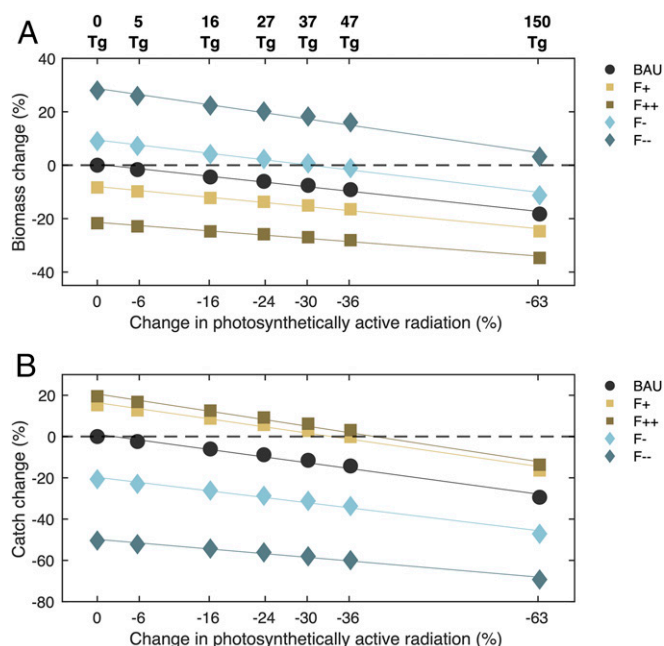 0 5 16 27 37 47 150
A Tg Tg Tg Tg Tg Tg Tg
40
20
0
-20
-40
Biomass change (%)
BAU
F+
F++
F-
F--
0 -6 -16 -24 -30 -36 -63
Change in photosynthetically active radiation (%)
B
20
0
-20
-40
-60
-80
Catch change (%)
BAU
F+
F++
F-
F--
0 -6 -16 -24 -30 -36 -63
Change in photosynthetically active radiation (%)